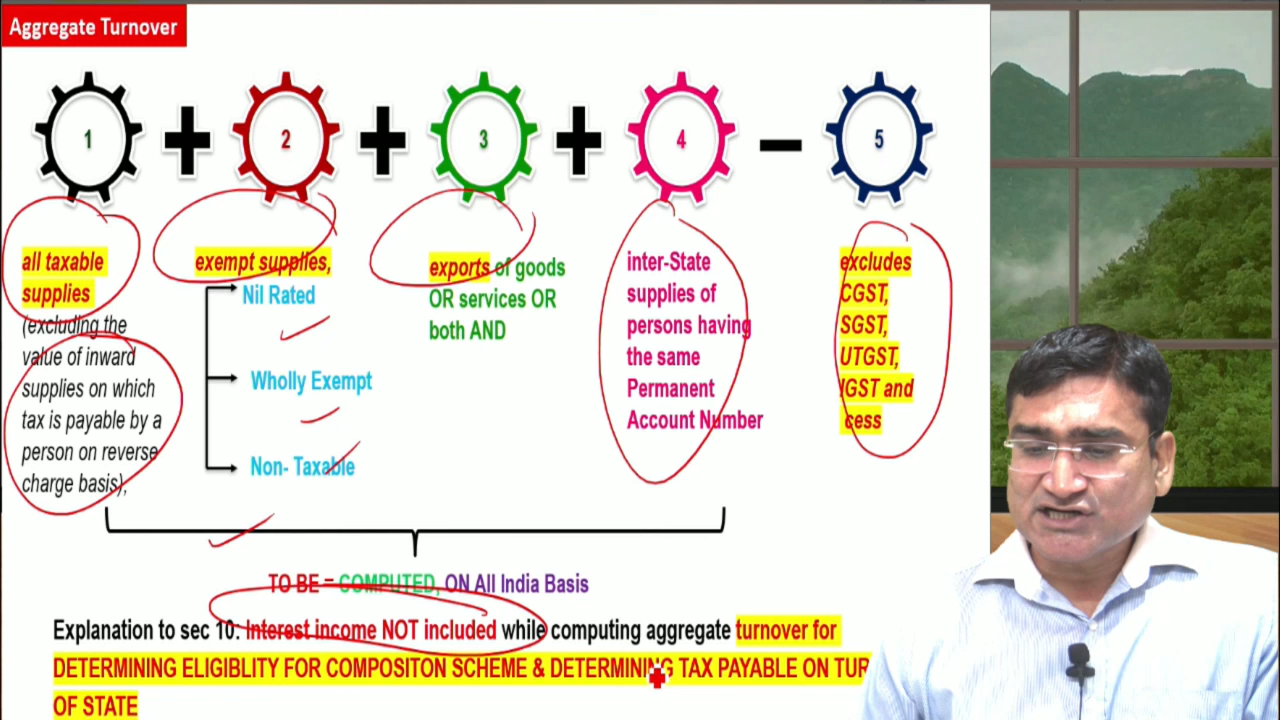 Aggregate Turnover
1
2
3
4
5
all taxable
supplies
(excluding the
value of inward
supplies on which
tax is payable by a
person on reverse
charge basis),
exempt supplies,
Nil Rated
Wholly Exempt
Non- Taxable
exports of goods
OR services OR
both AND
inter-State
supplies of
persons having
the same
Permanent
Account Number
excludes
CGST,
SGST,
UTGST,
IGST and
cess
TO BE = COMPUTED, ON All India Basis
Explanation to sec 10: Interest income NOT included while computing aggregate turnover for
DETERMINING ELIGIBLITY FOR COMPOSITON SCHEME & DETERMINING TAX PAYABLE ON TUR
OF STATE